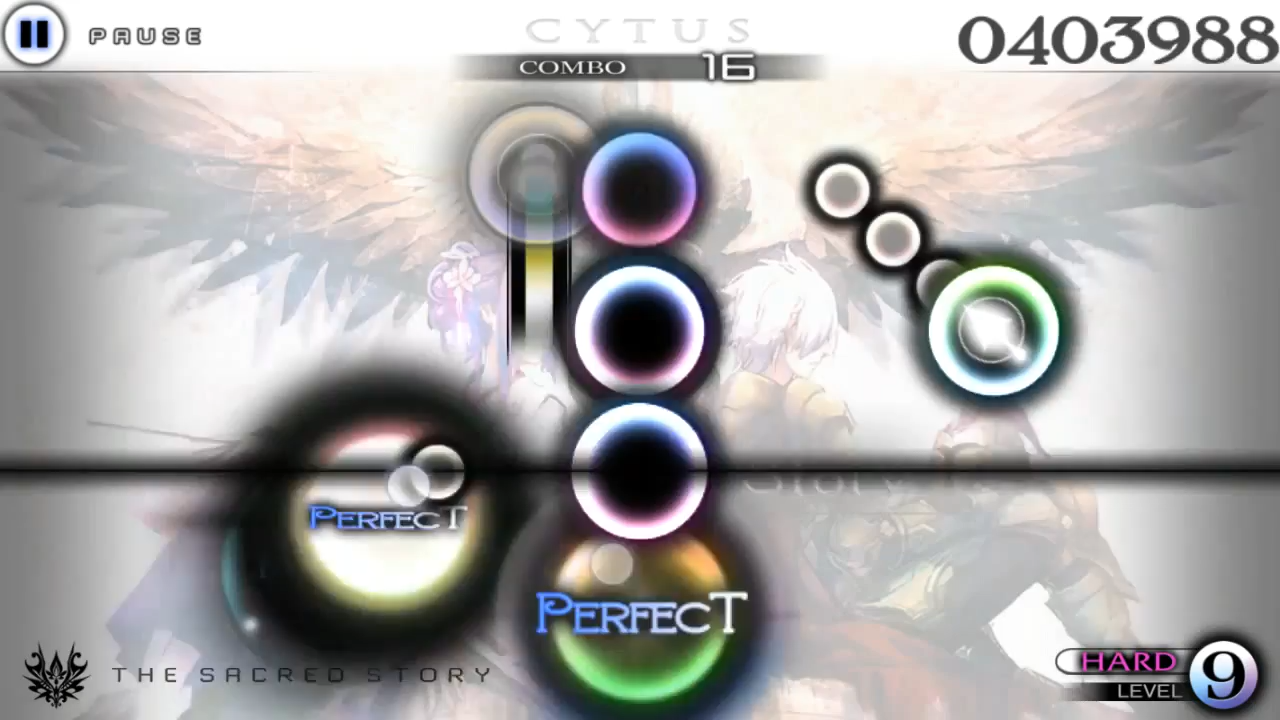 PAUSE
CYTUS
0403988
COMBO 16
PERFECT
PERFECT
THE SACRED STORY
HARD
LEVEL 9